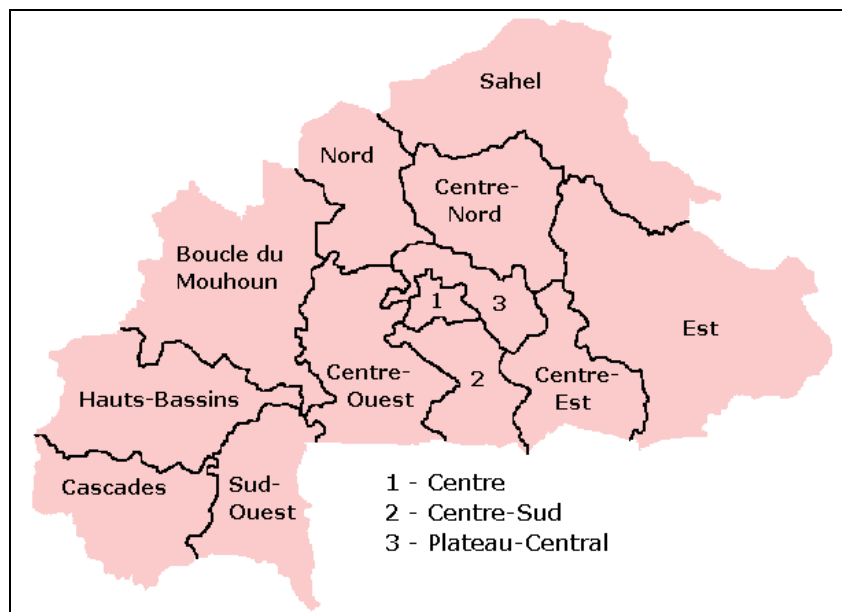 Sahel
Nord
Centre-
Nord
Boucle du
Mouhoun
1
3
Est
Centre-
Ouest
2
Centre-
Est
Hauts-Bassins
Cascades
Sud-
Ouest
1 - Centre
2 - Centre-Sud
3 - Plateau-Central